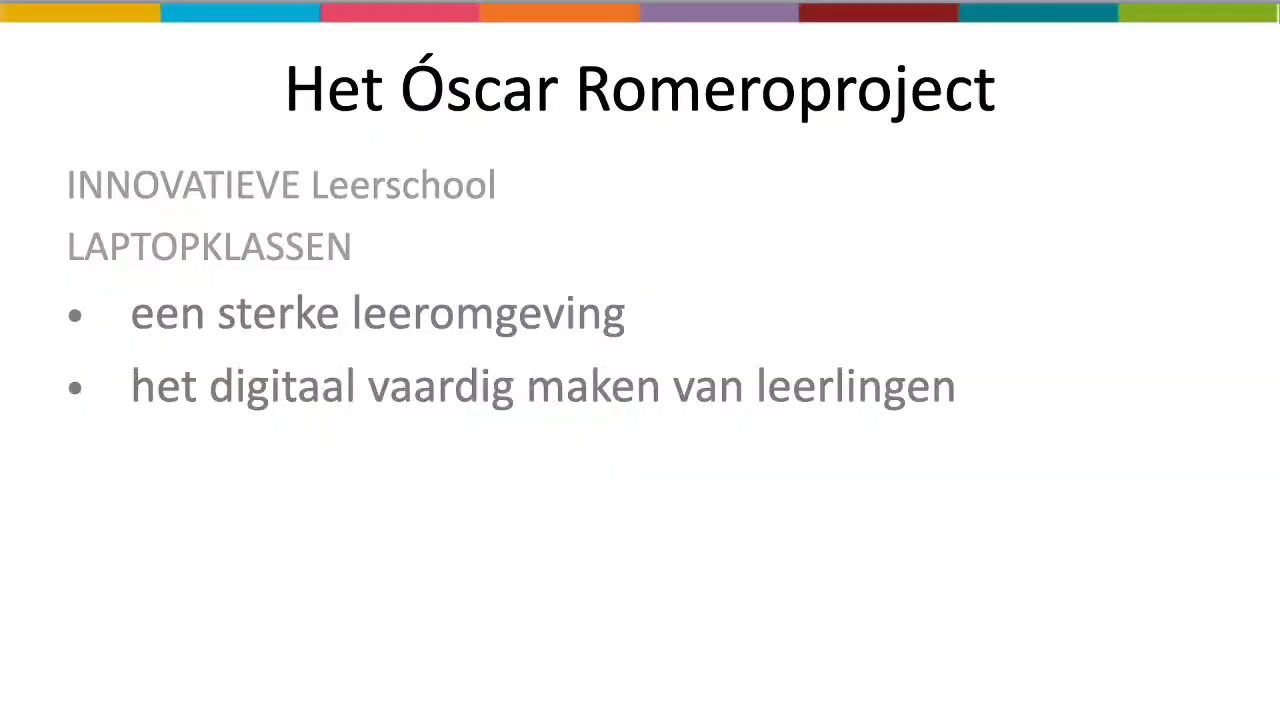 Het Óscar Romeroproject
INNOVATIEVE Leerschool
LAPTOPKLASSEN
• een sterke leeromgeving
• het digitaal vaardig maken van leerlingen